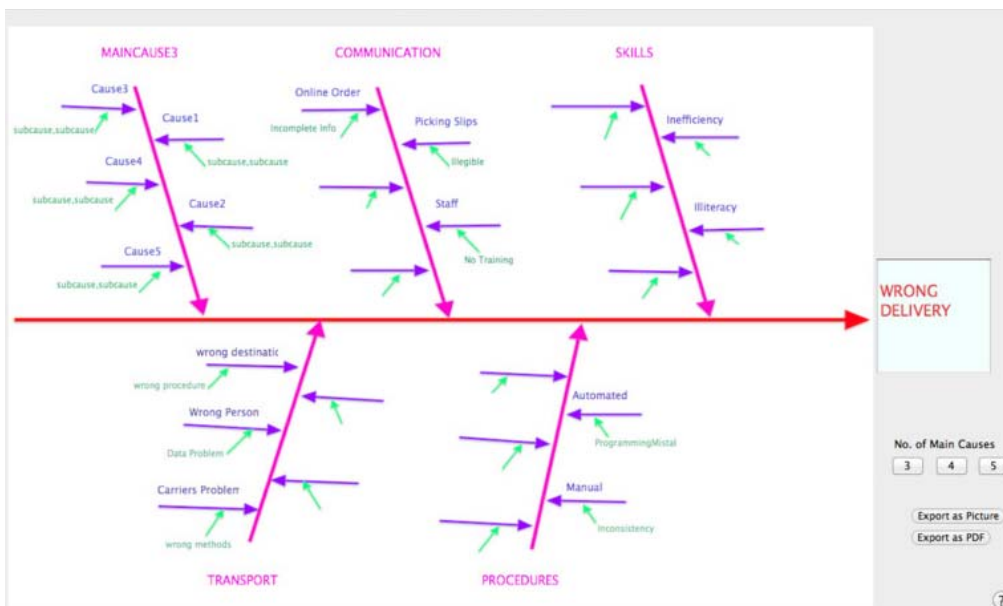 MAINCAUSE3
COMMUNICATION
SKILLS
Cause3
subcause,subcause
Cause1
subcause,subcause
Cause4
subcause,subcause
Cause2
subcause,subcause
Cause5
subcause,subcause
Online Order
Incomplete Info
Picking Slips
Illegible
Staff
No Training
Inefficiency
Illiteracy
WRONG
DELIVERY
wrong destinatic
wrong procedure
Wrong Person
Data Problem
Carriers Problem
wrong methods
Automated
ProgrammingMistal
Manual
Inconsistency
TRANSPORT
PROCEDURES
No. of Main Causes
3 4 5
Export as Picture
Export as PDF
?